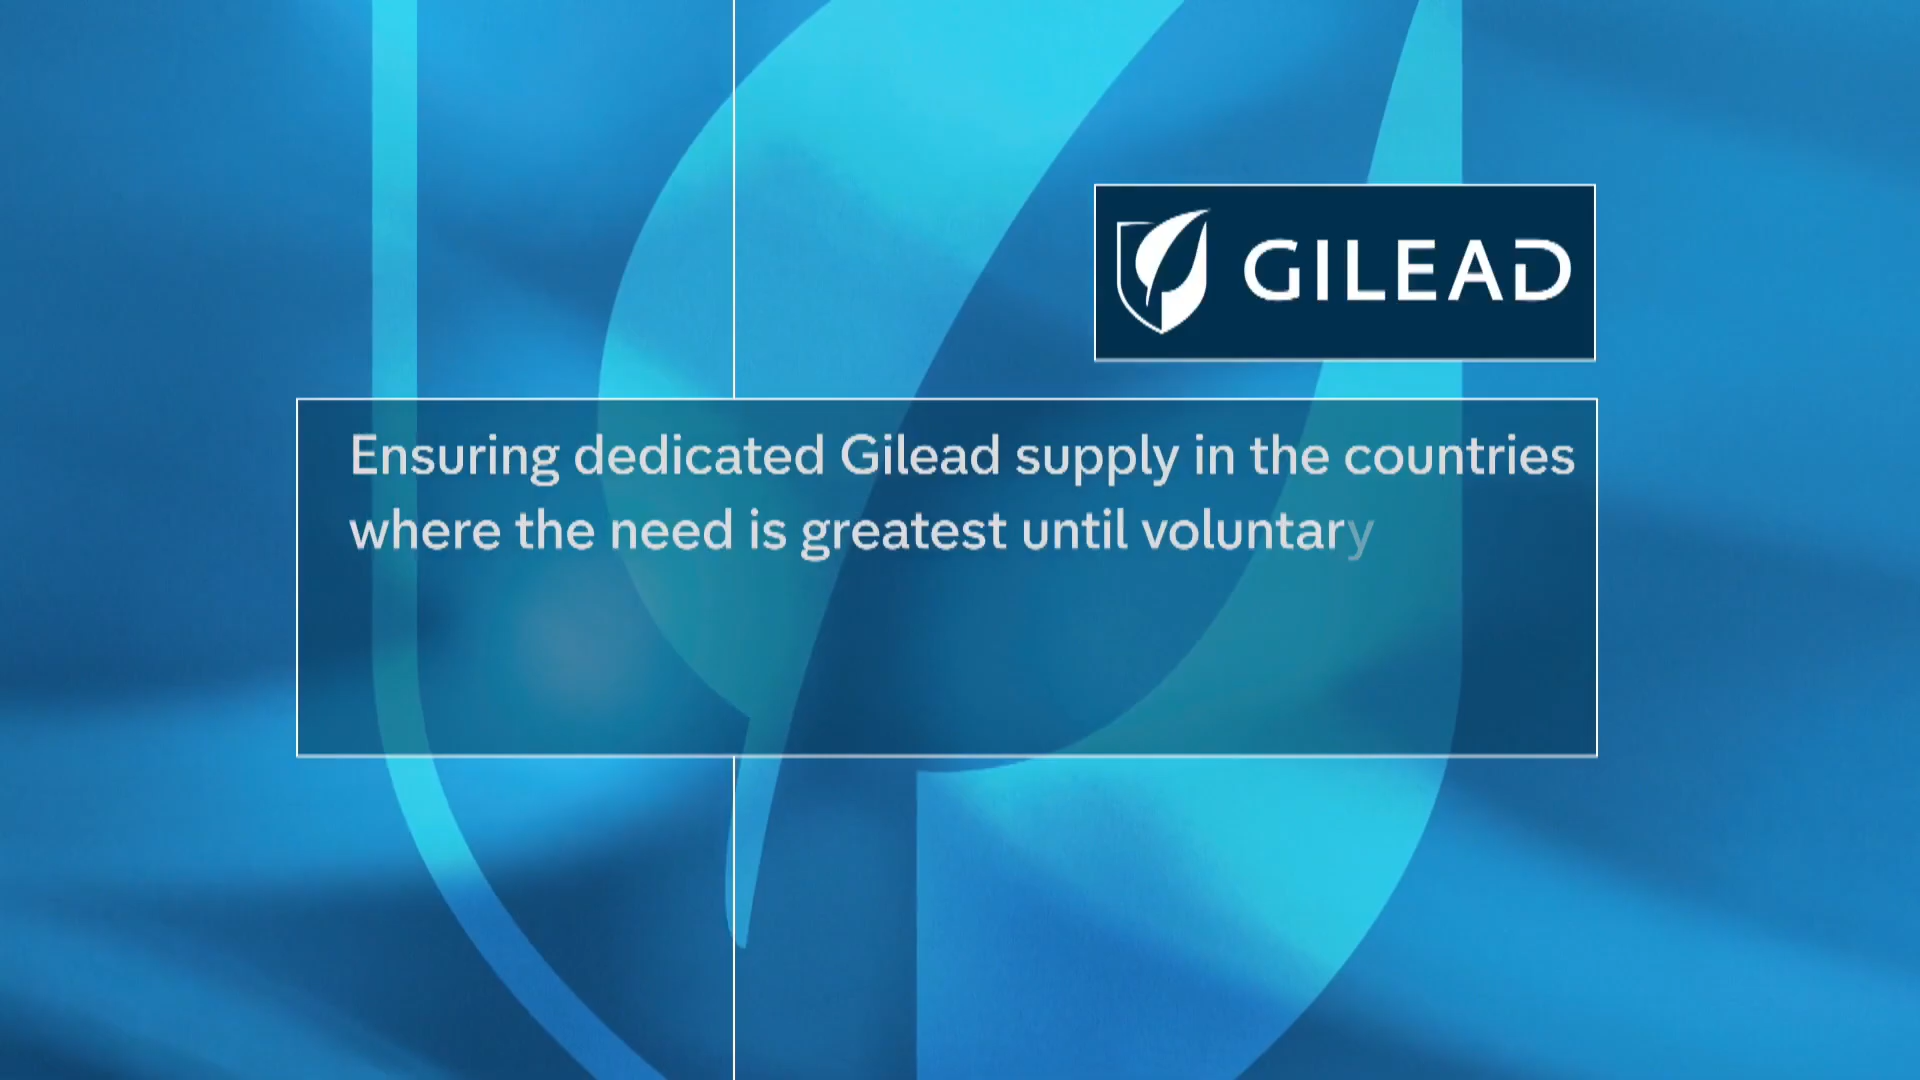 GILEAD
Ensuring dedicated Gilead supply in the countries
where the need is greatest until voluntary